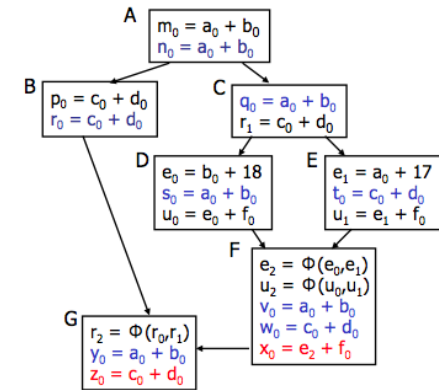 A
m₀ = a₀ + b₀
n₀ = a₀ + b₀
B
p₀ = c₀ + d₀
r₀ = c₀ + d₀
C
q₀ = a₀ + b₀
r₁ = c₀ + d₀
D
e₀ = b₀ + 18
s₀ = a₀ + b₀
u₀ = e₀ + f₀
E
e₁ = a₀ + 17
t₀ = c₀ + d₀
u₁ = e₁ + f₀
F
e₂ = Φ(e₀,e₁)
u₂ = Φ(u₀,u₁)
v₀ = a₀ + b₀
w₀ = c₀ + d₀
x₀ = e₂ + f₀
G
r₂ = Φ(r₀,r₁)
y₀ = a₀ + b₀
z₀ = c₀ + d₀